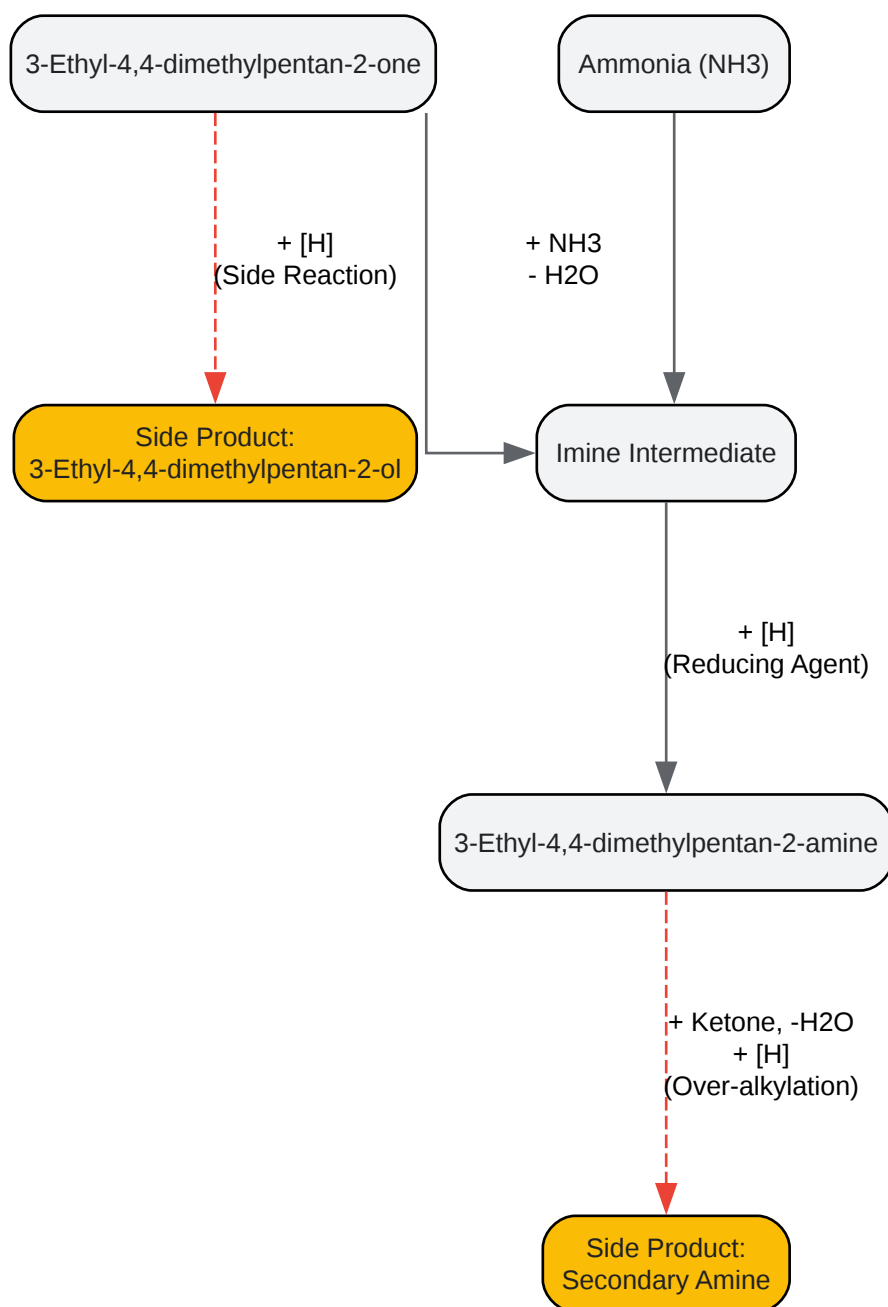 3-Ethyl-4,4-dimethylpentan-2-one
Ammonia (NH3)
+ [H]
(Side Reaction)
+ NH3
- H2O
Side Product:
3-Ethyl-4,4-dimethylpentan-2-ol
Imine Intermediate
+ [H]
(Reducing Agent)
3-Ethyl-4,4-dimethylpentan-2-amine
+ Ketone, -H2O
+ [H]
(Over-alkylation)
Side Product:
Secondary Amine